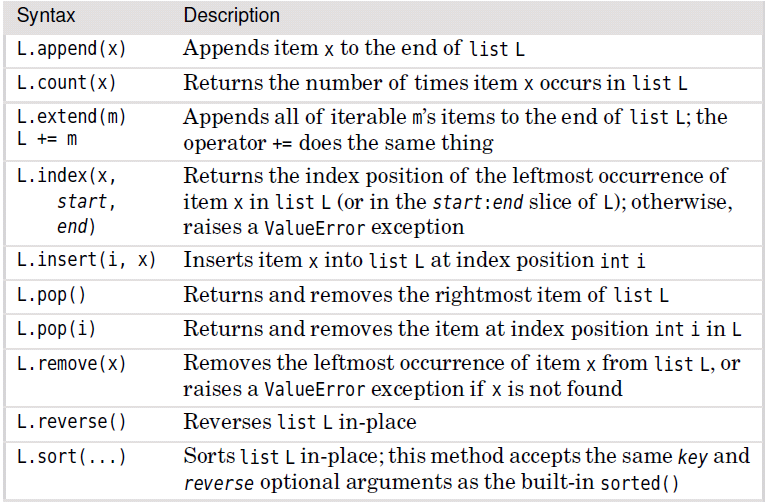 Syntax Description
L.append(x) Appends item x to the end of list L
L.count(x) Returns the number of times item x occurs in list L
L.extend(m) Appends all of iterable m’s items to the end of list L; the
L += m operator += does the same thing
L.index(x, Returns the index position of the leftmost occurrence of
start, item x in list L (or in the start:end slice of L); otherwise,
end) raises a ValueError exception
L.insert(i, x) Inserts item x into list L at index position int i
L.pop() Returns and removes the rightmost item of list L
L.pop(i) Returns and removes the item at index position int i in L
L.remove(x) Removes the leftmost occurrence of item x from list L, or
raises a ValueError exception if x is not found
L.reverse() Reverses list L in-place
L.sort(...) Sorts list L in-place; this method accepts the same key and
reverse optional arguments as the built-in sorted()